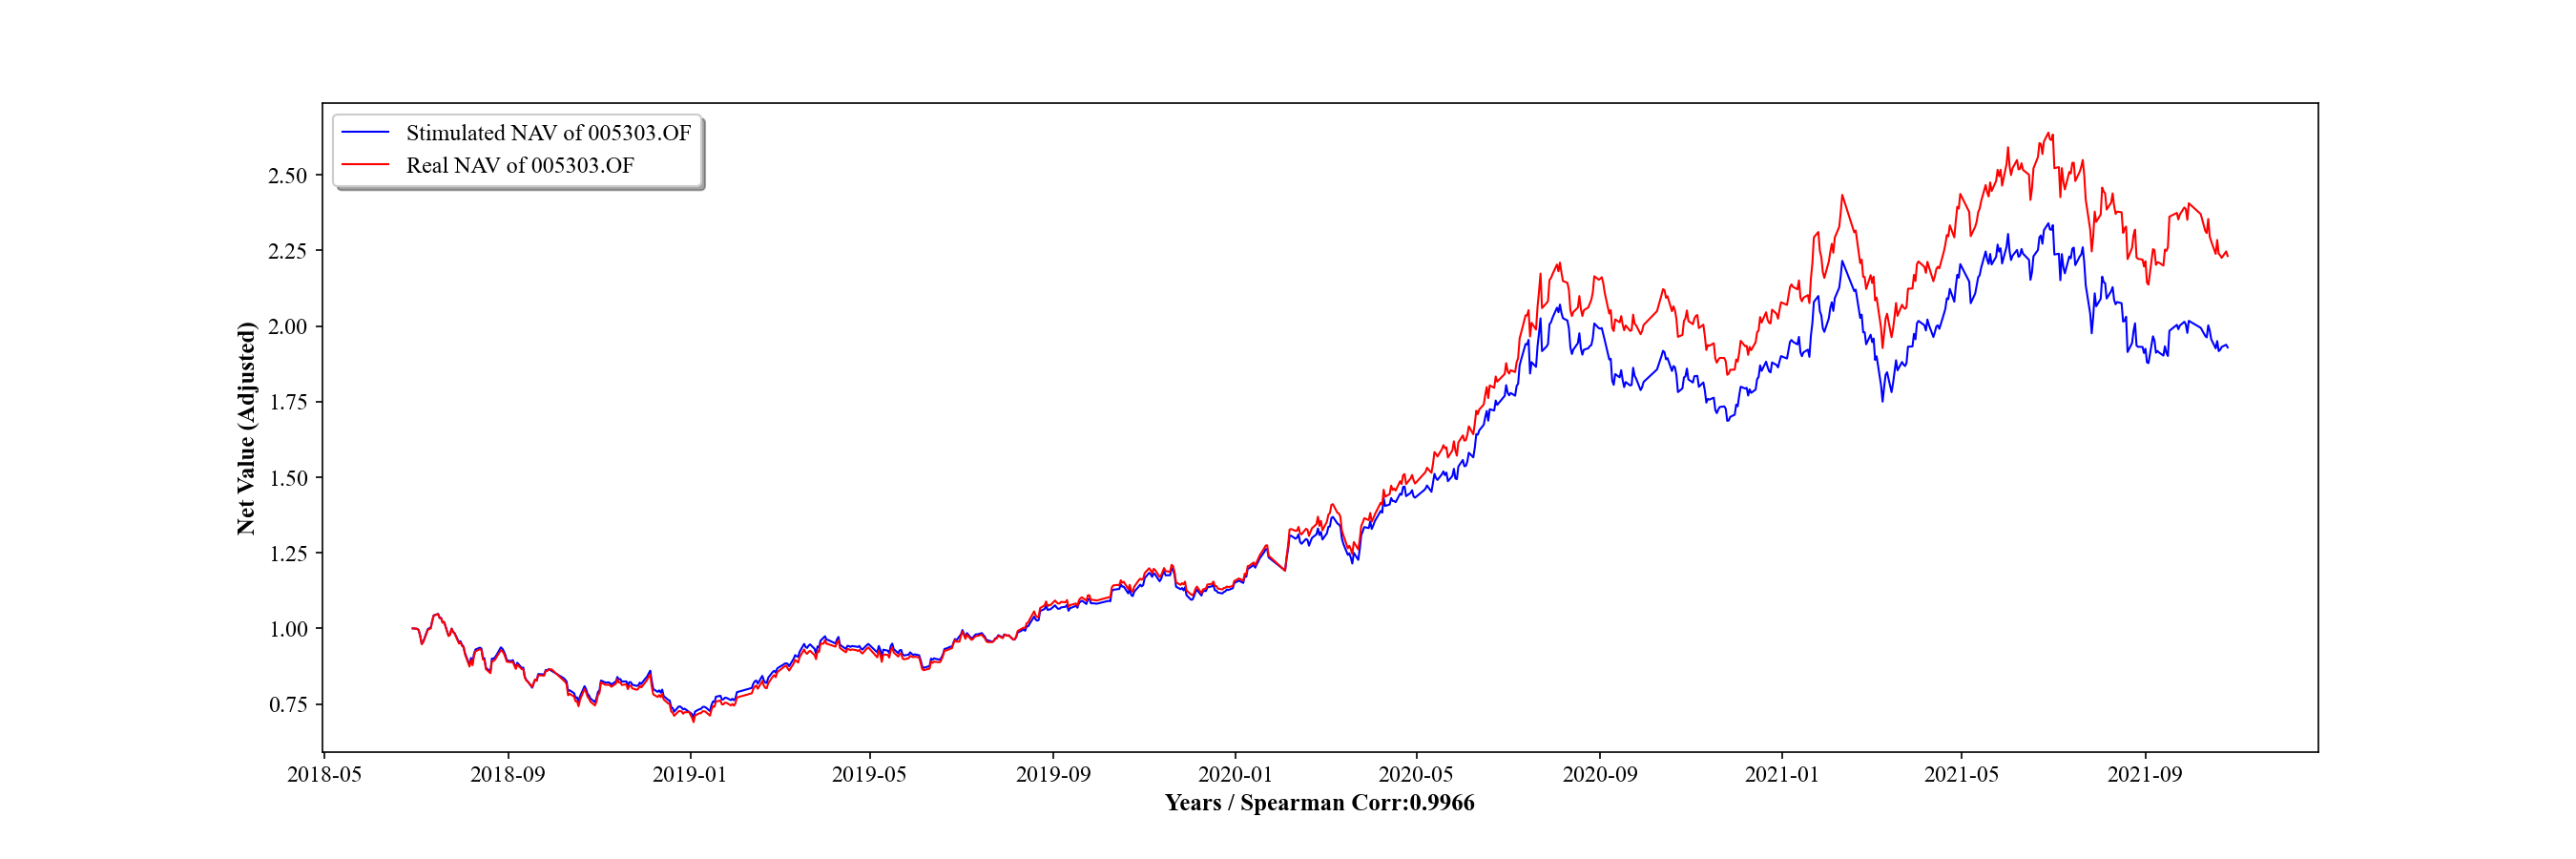 Stimulated NAV of 005303.OF
Real NAV of 005303.OF
Net Value (Adjusted)
2.50
2.25
2.00
1.75
1.50
1.25
1.00
0.75
2018-05 2018-09 2019-01 2019-05 2019-09 2020-01 2020-05 2020-09 2021-01 2021-05 2021-09
Years / Spearman Corr:0.9966